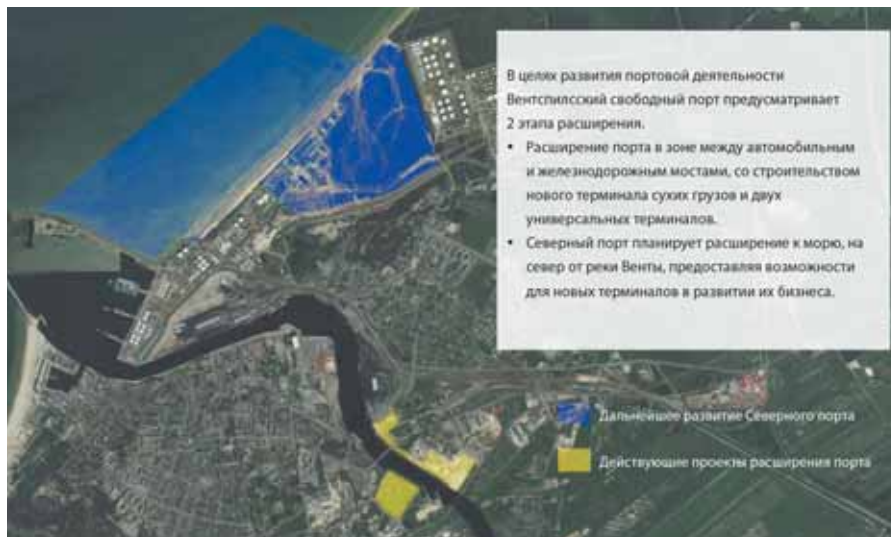 В целях развития портовой деятельности
Вентспилсский свободный порт предусматривает
2 этапа расширения.
• Расширение порта в зоне между автомобильным
и железнодорожным мостами, со строительством
нового терминала сухих грузов и двух
универсальных терминалов.
• Северный порт планирует расширение к морю, на
север от реки Венты, предоставляя возможности
для новых терминалов в развитии их бизнеса.
Дальнейшее развитие Северного порта
Действующие проекты расширения порта